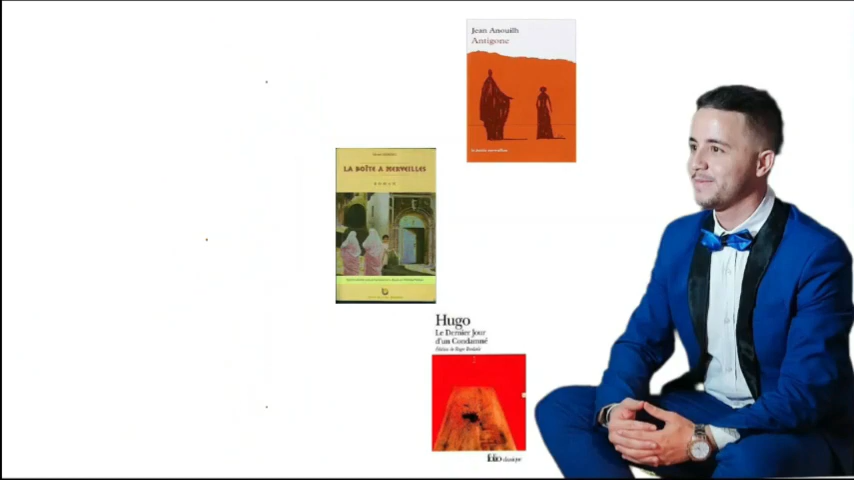 Jean Anouilh
Antigone
LA BOÎTE A MERVEILLES
Hugo
Le Dernier Jour
d'un Condamné
folio classique